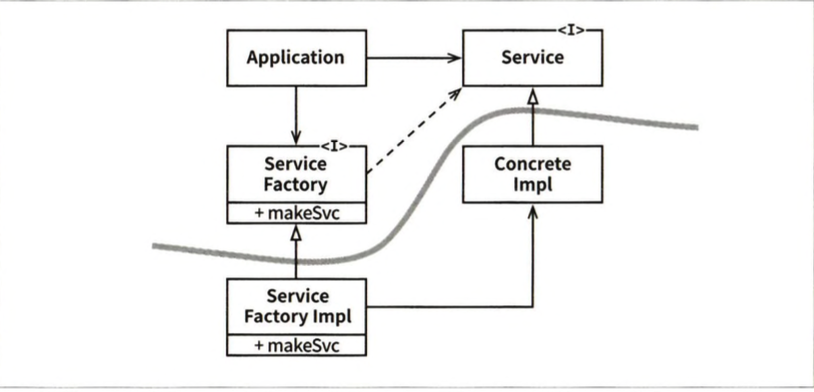 <I>
Application
Service
<I>
Service
Factory
+ makeSvc
Concrete
Impl
Service
Factory Impl
+ makeSvc